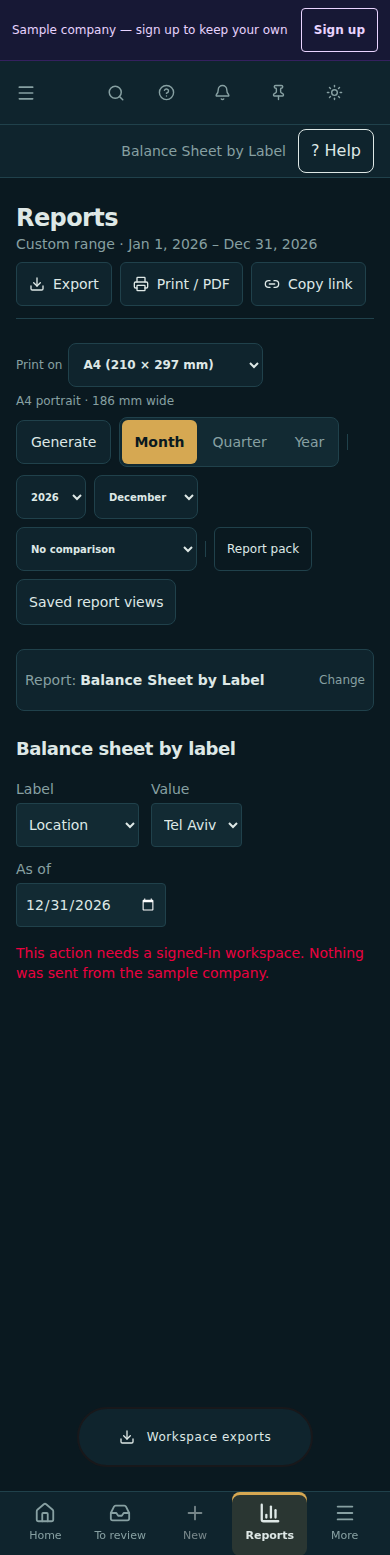 Sample company — sign up to keep your own
Sign up
Balance Sheet by Label
? Help
Reports
Custom range · Jan 1, 2026 – Dec 31, 2026
Export
Print / PDF
Copy link
Print on
A4 (210 × 297 mm)
A4 portrait · 186 mm wide
Generate
Month
Quarter
Year
2026
December
No comparison
Report pack
Saved report views
Report: Balance Sheet by Label
Change
Balance sheet by label
Label
Value
Location
Tel Aviv
As of
12/31/2026
This action needs a signed-in workspace. Nothing
was sent from the sample company.
Workspace exports
Home
To review
New
Reports
More